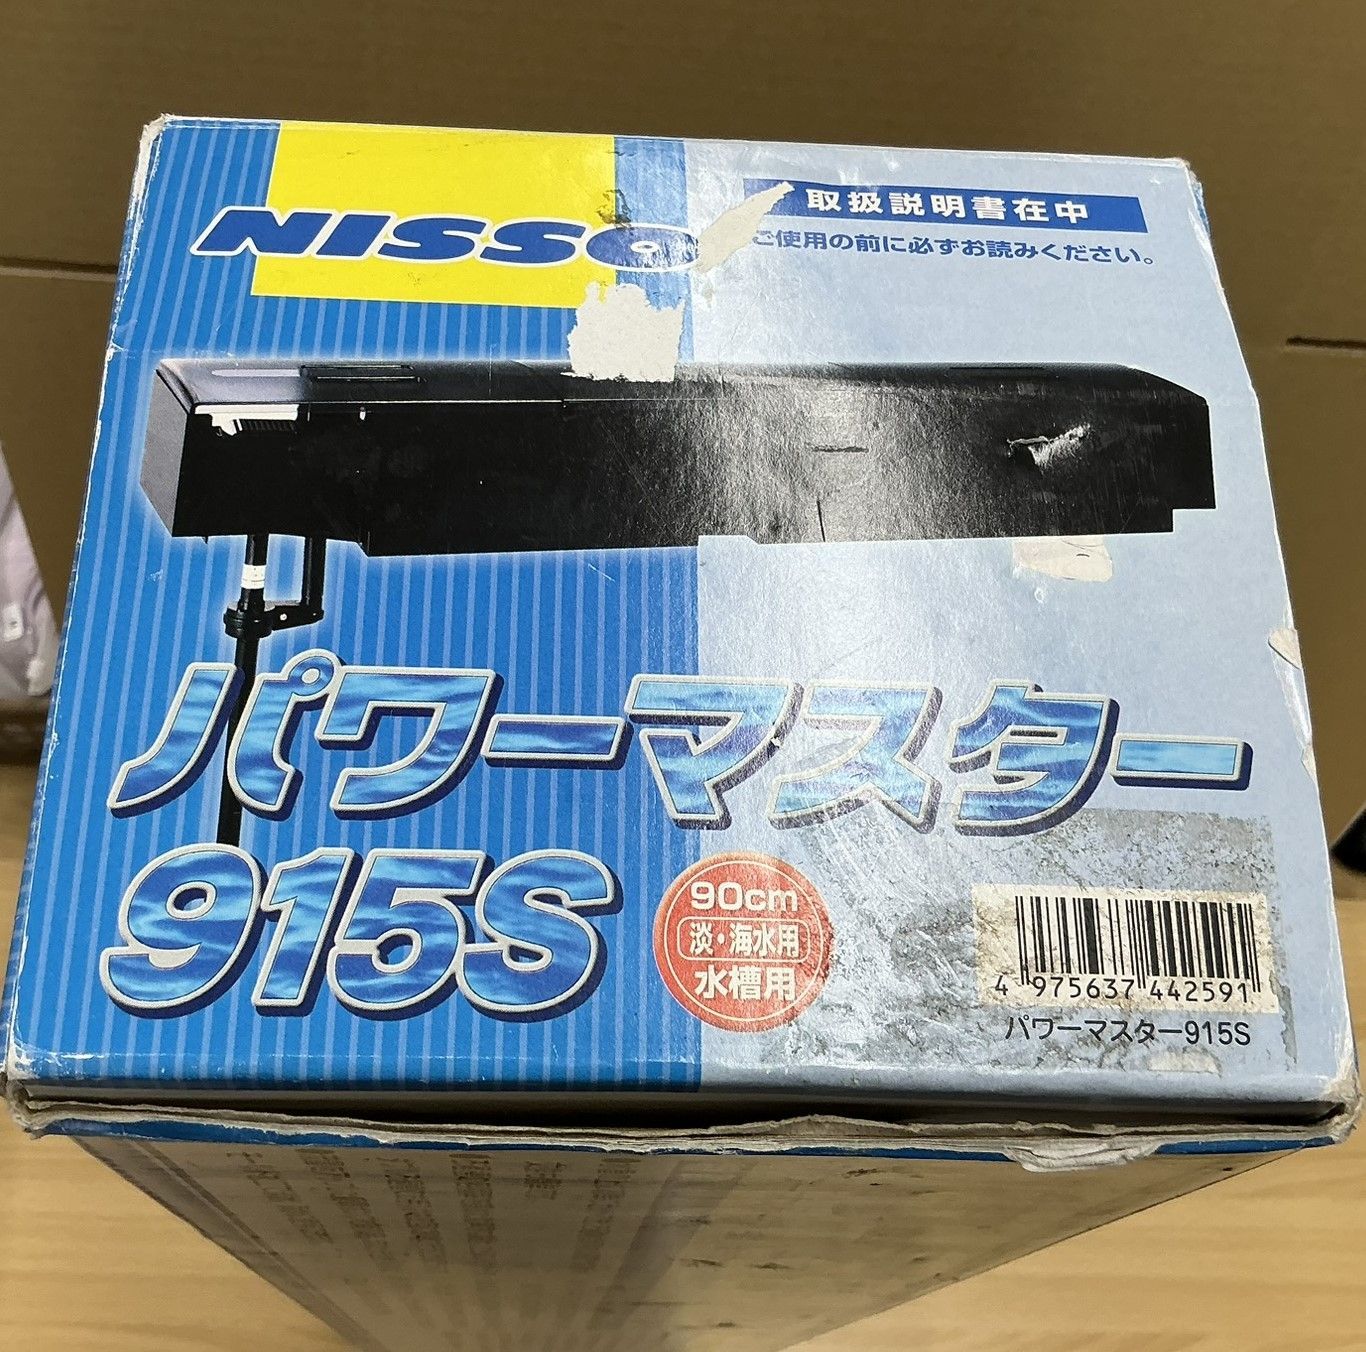 NISSO
取扱説明書在中
ご使用の前に必ずお読みください。
パワーマスター
915S
90cm
淡・海水用
水槽用
4 975637 442591
パワーマスター915S